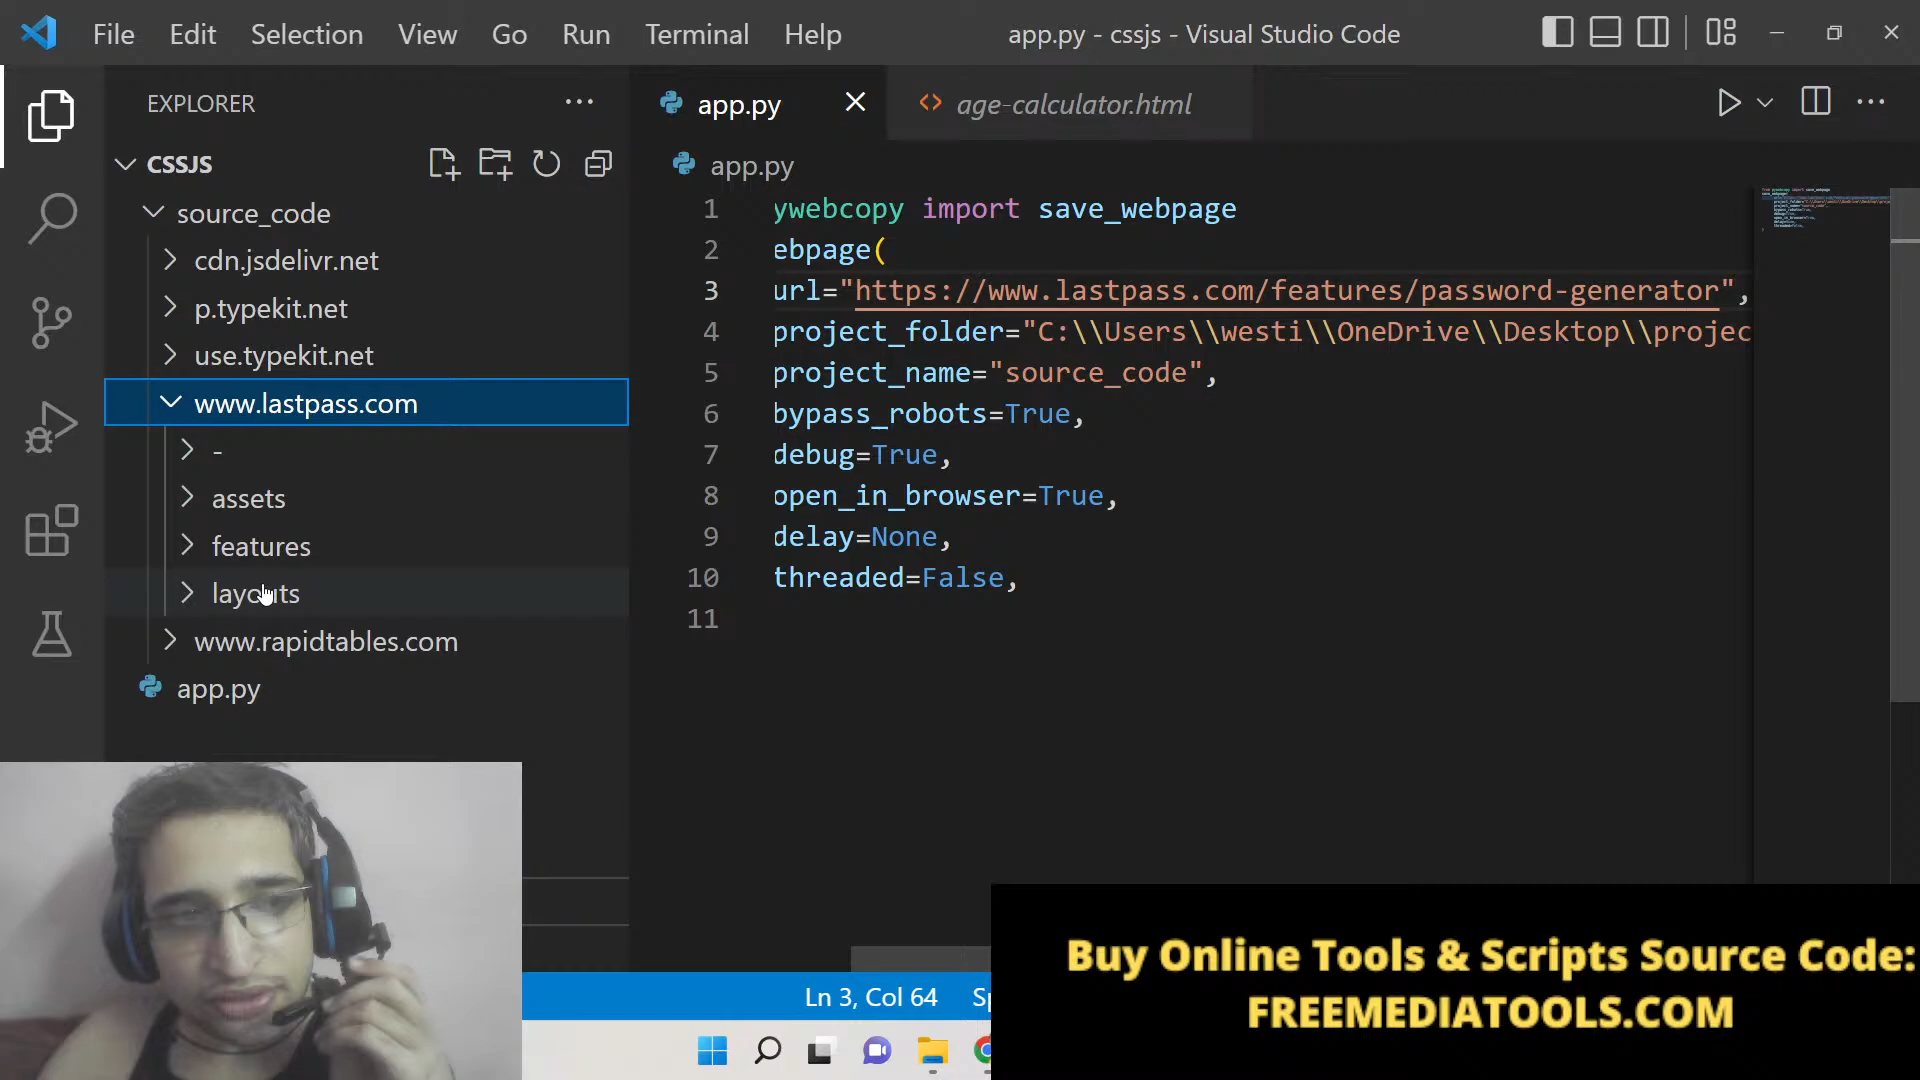 File Edit Selection View Go Run Terminal Help
app.py - cssjs - Visual Studio Code
EXPLORER
CSSJS
source_code
cdn.jsdelivr.net
p.typekit.net
use.typekit.net
www.lastpass.com
-
assets
features
layouts
www.rapidtables.com
app.py
app.py
age-calculator.html
app.py
1 ywebcopy import save_webpage
2 ebpage(
3 url="https://www.lastpass.com/features/password-generator",
4 project_folder="C:\\Users\\westi\\OneDrive\\Desktop\\projec
5 project_name="source_code",
6 bypass_robots=True,
7 debug=True,
8 open_in_browser=True,
9 delay=None,
10 threaded=False,
11
Ln 3, Col 64 Sp
Buy Online Tools & Scripts Source Code:
FREEMEDIATOOLS.COM